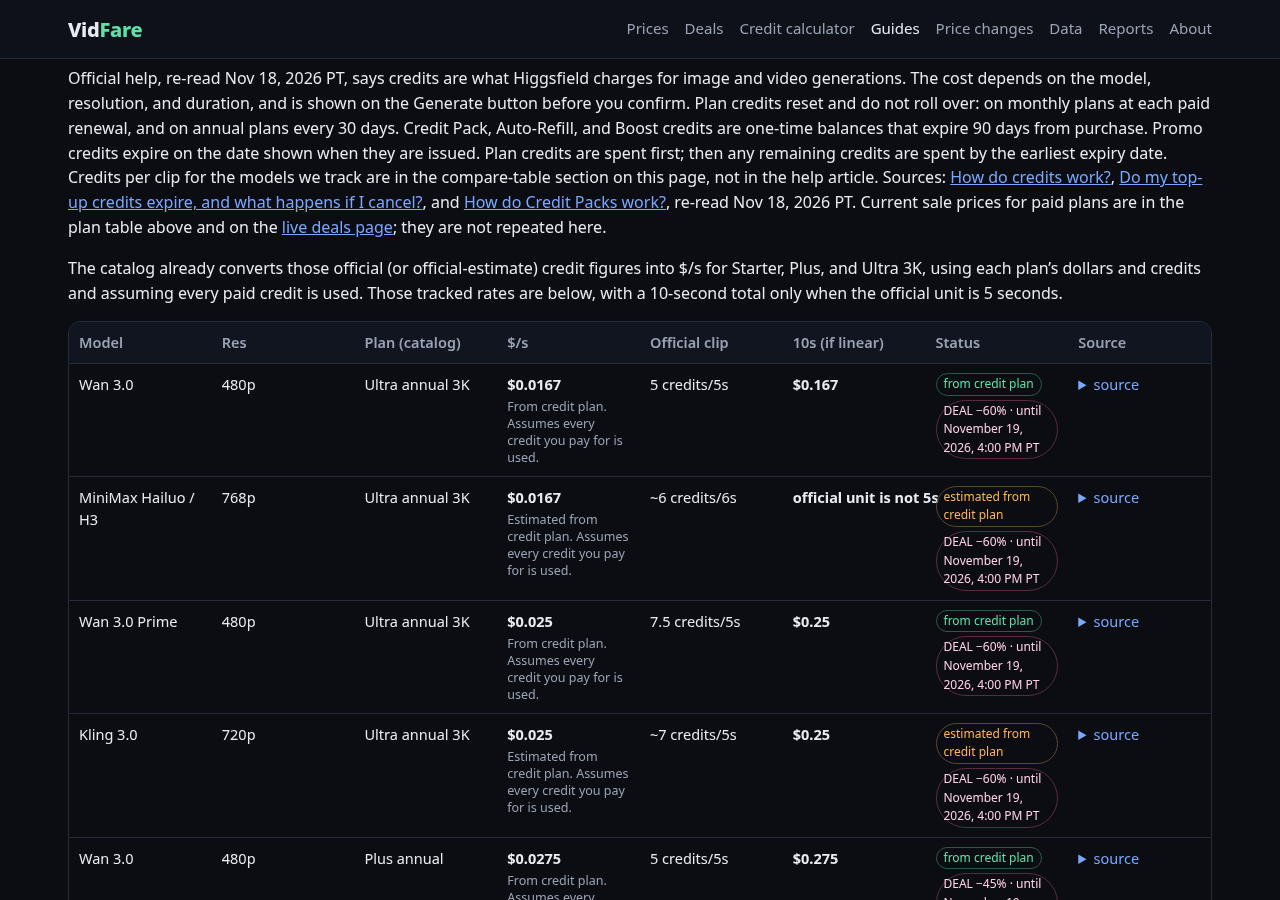 VidFare
Prices Deals Credit calculator Guides Price changes Data Reports About
Official help, re-read Nov 18, 2026 PT, says credits are what Higgsfield charges for image and video generations. The cost depends on the model,
resolution, and duration, and is shown on the Generate button before you confirm. Plan credits reset and do not roll over: on monthly plans at each paid
renewal, and on annual plans every 30 days. Credit Pack, Auto-Refill, and Boost credits are one-time balances that expire 90 days from purchase. Promo
credits expire on the date shown when they are issued. Plan credits are spent first; then any remaining credits are spent by the earliest expiry date.
Credits per clip for the models we track are in the compare-table section on this page, not in the help article. Sources: How do credits work?, Do my top-
up credits expire, and what happens if I cancel?, and How do Credit Packs work?, re-read Nov 18, 2026 PT. Current sale prices for paid plans are in the
plan table above and on the live deals page; they are not repeated here.
The catalog already converts those official (or official-estimate) credit figures into $/s for Starter, Plus, and Ultra 3K, using each plan’s dollars and credits
and assuming every paid credit is used. Those tracked rates are below, with a 10-second total only when the official unit is 5 seconds.
Model Res Plan (catalog) $/s Official clip 10s (if linear) Status Source
Wan 3.0 480p Ultra annual 3K $0.0167 5 credits/5s $0.167 from credit plan ▶ source
From credit plan.
Assumes every
credit you pay for is
used.
DEAL −60% · until
November 19,
2026, 4:00 PM PT
MiniMax Hailuo /
H3
768p Ultra annual 3K $0.0167 ~6 credits/6s official unit is not 5s estimated from
credit plan
▶ source
Estimated from
credit plan. Assumes
every credit you pay
for is used.
DEAL −60% · until
November 19,
2026, 4:00 PM PT
Wan 3.0 Prime 480p Ultra annual 3K $0.025 7.5 credits/5s $0.25 from credit plan ▶ source
From credit plan.
Assumes every
credit you pay for is
used.
DEAL −60% · until
November 19,
2026, 4:00 PM PT
Kling 3.0 720p Ultra annual 3K $0.025 ~7 credits/5s $0.25 estimated from
credit plan
▶ source
Estimated from
credit plan. Assumes
every credit you pay
for is used.
DEAL −60% · until
November 19,
2026, 4:00 PM PT
Wan 3.0 480p Plus annual $0.0275 5 credits/5s $0.275 from credit plan ▶ source
From credit plan.
Assumes every
DEAL −45% · until